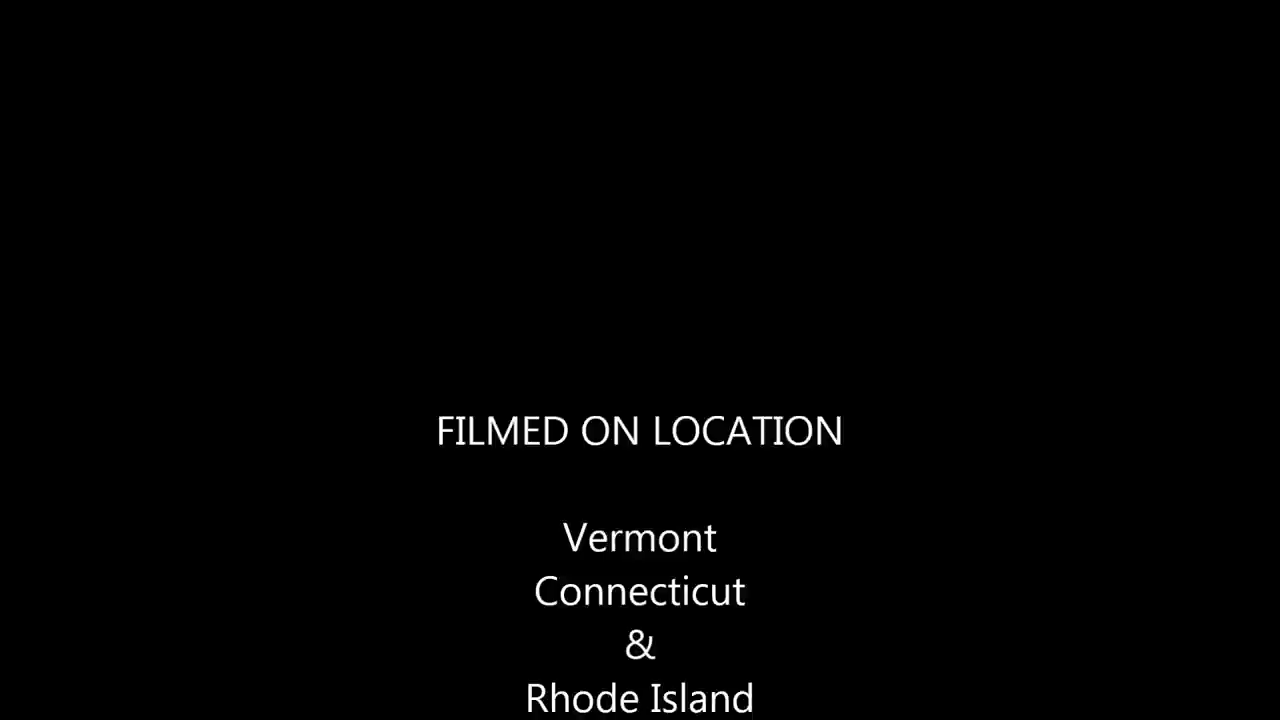 FILMED ON LOCATION
Vermont
Connecticut
&
Rhode Island